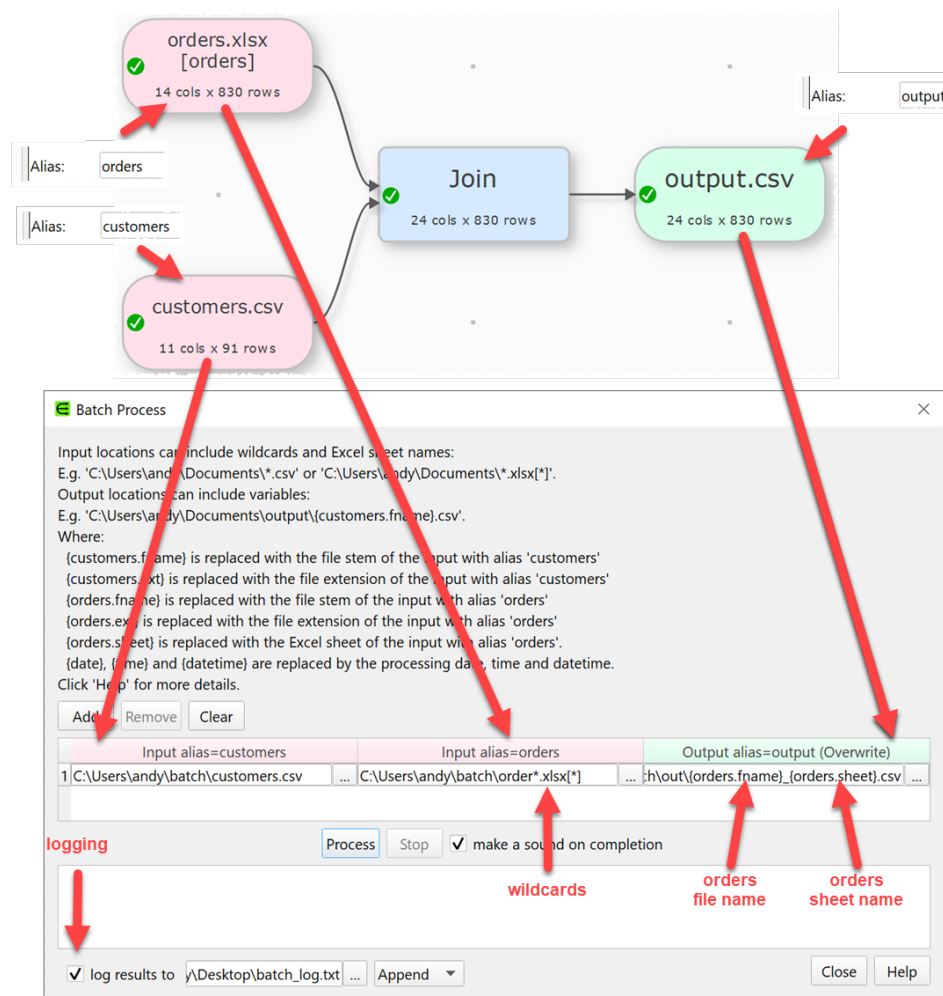 orders.xlsx
[orders]
14 cols x 830 rows
Alias: output
Alias: orders
Join
24 cols x 830 rows
output.csv
24 cols x 830 rows
Alias: customers
customers.csv
11 cols x 91 rows
Batch Process
Input locations can include wildcards and Excel sheet names:
E.g. 'C:\Users\andy\Documents\*.csv' or 'C:\Users\andy\Documents\*.xlsx[*]'.
Output locations can include variables:
E.g. 'C:\Users\andy\Documents\output\{customers.fname}.csv'.
Where:
{customers.fname} is replaced with the file stem of the input with alias 'customers'
{customers.ext} is replaced with the file extension of the input with alias 'customers'
{orders.fname} is replaced with the file stem of the input with alias 'orders'
{orders.ext} is replaced with the file extension of the input with alias 'orders'
{orders.sheet} is replaced with the Excel sheet of the input with alias 'orders'.
{date}, {time} and {datetime} are replaced by the processing date, time and datetime.
Click 'Help' for more details.
Add Remove Clear
Input alias=customers Input alias=orders Output alias=output (Overwrite)
1 C:\Users\andy\batch\customers.csv ... C:\Users\andy\batch\order*.xlsx[*] ... :h\out\{orders.fname}_{orders.sheet}.csv ...
logging
Process Stop make a sound on completion
wildcards
orders
file name
orders
sheet name
log results to y\Desktop\batch_log.txt ... Append
Close Help